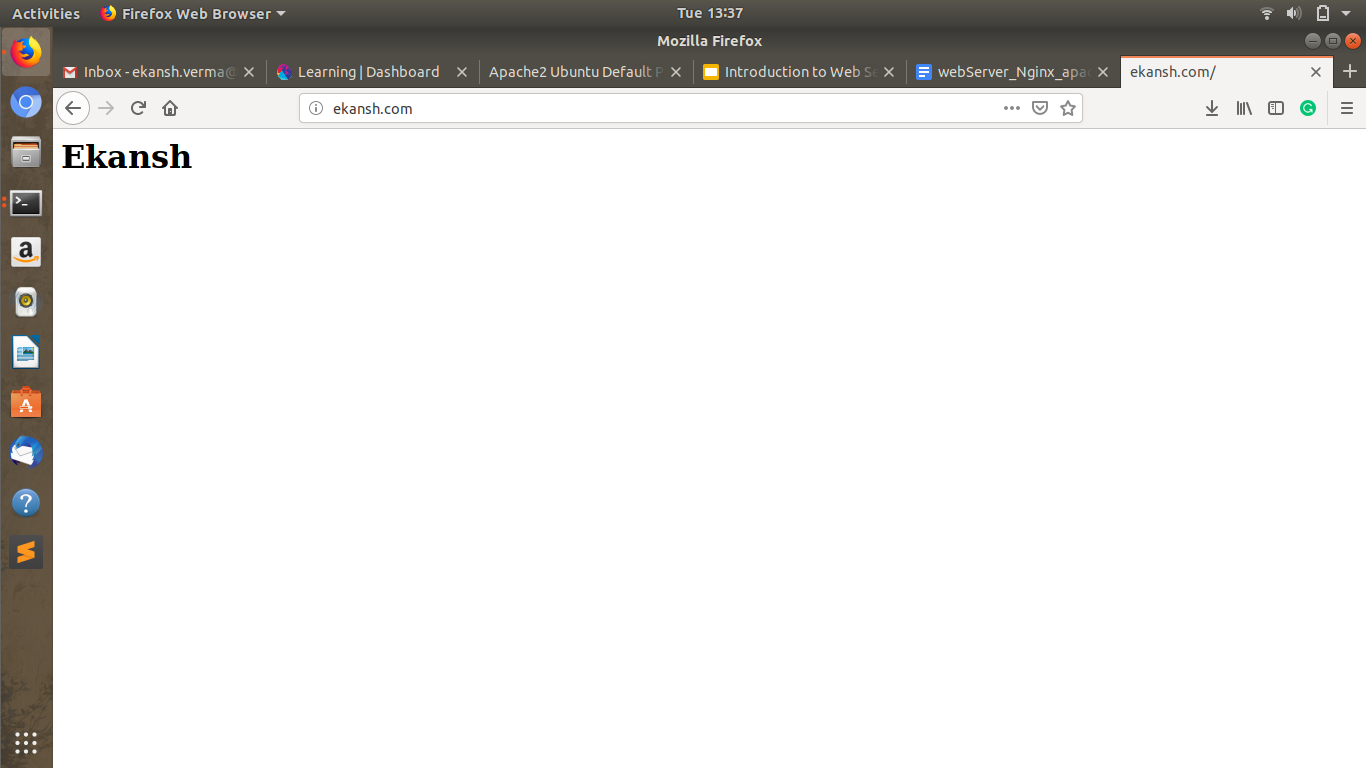 Activities Firefox Web Browser Tue 13:37
Mozilla Firefox
Inbox - ekansh.verma@ Learning | Dashboard Apache2 Ubuntu Default P Introduction to Web Se webServer_Nginx_apa ekansh.com/
ekansh.com
Ekansh